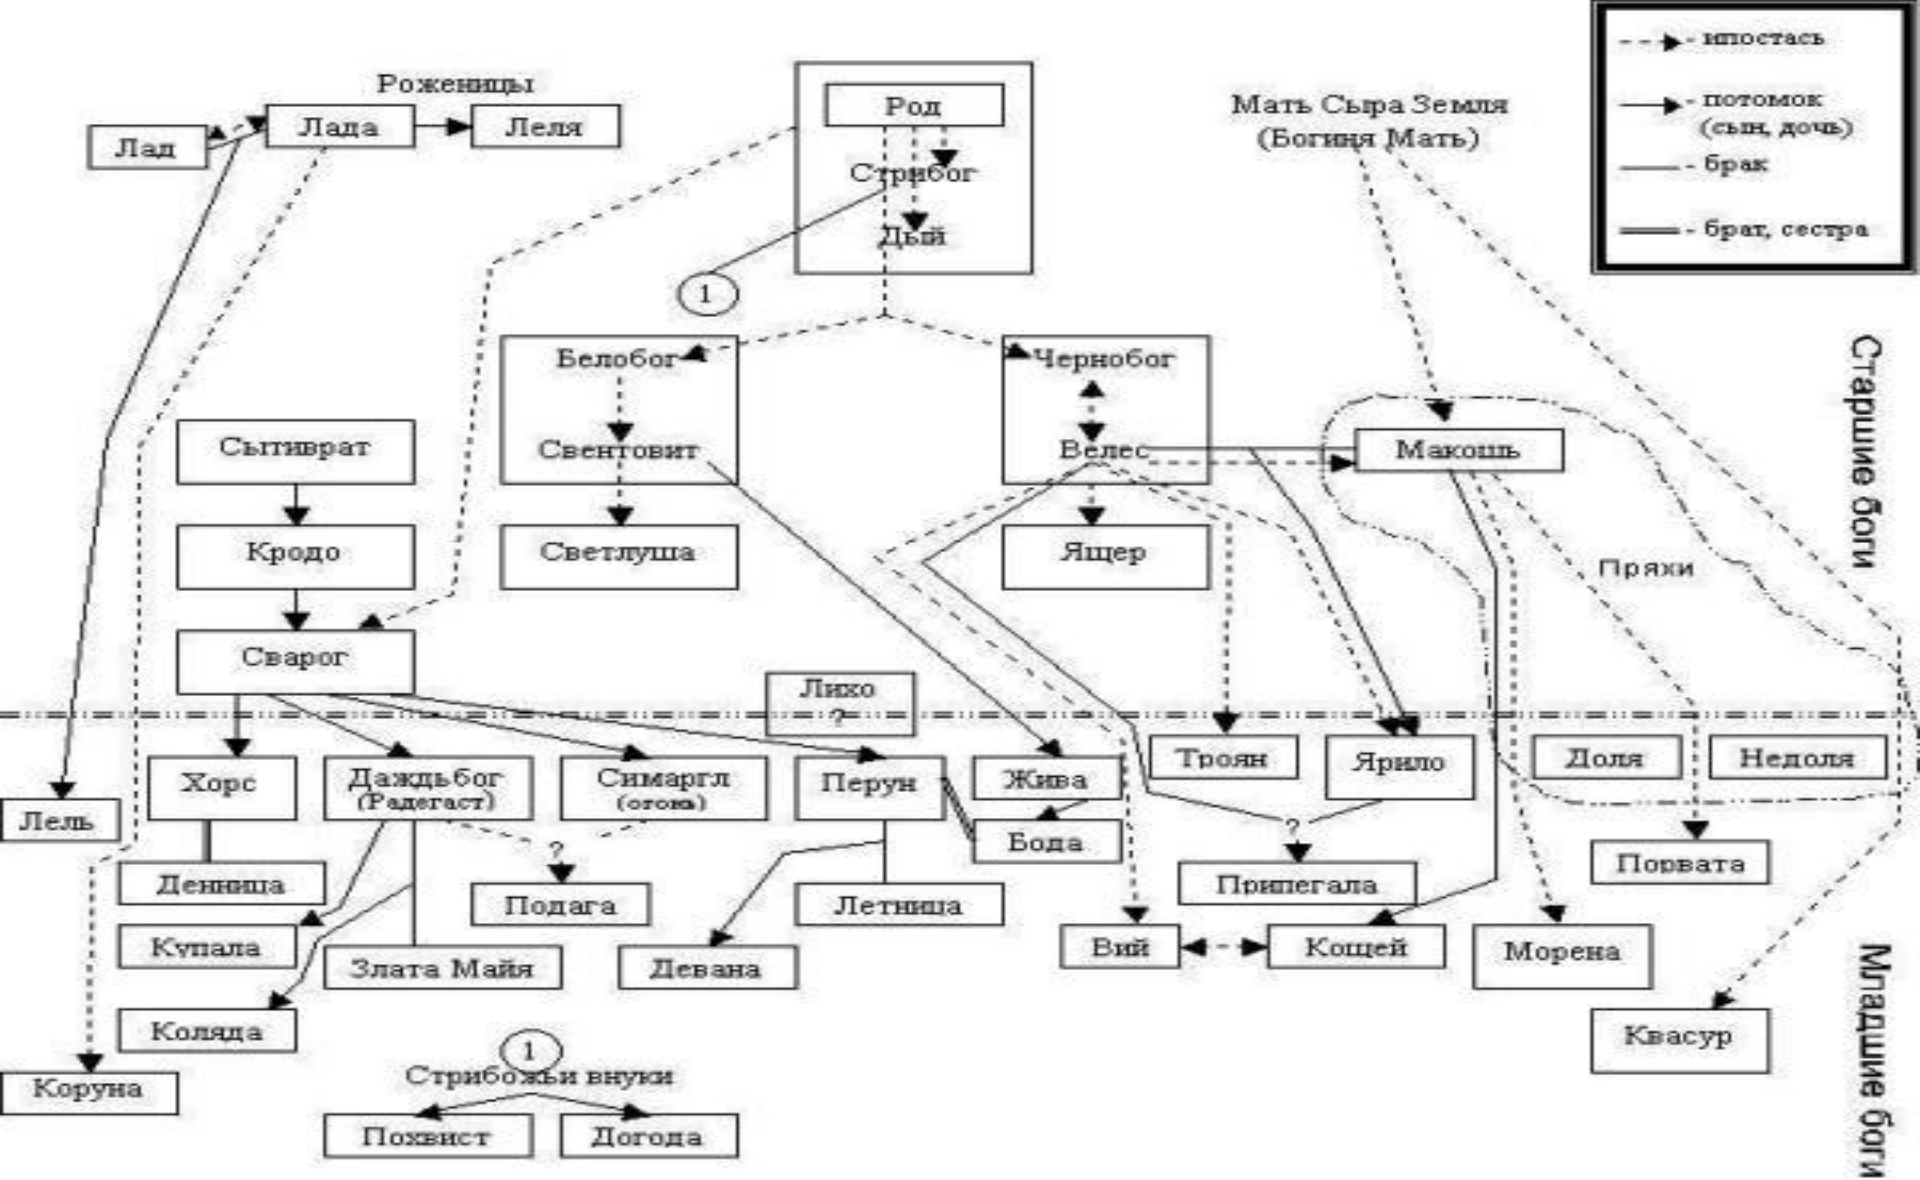 - ипостась
- потомок
(сын, дочь)
- брак
- брат, сестра
Роженицы
Лад
Лада
Леля
Род
Стрибог
Дый
1
Мать Сыра Земля
(Богиня Мать)
Белобог
Свентовит
Светлуша
Чернобог
Велес
Ящер
Макошь
Пряхи
Старшие боги
Сытиврат
Кродо
Сварог
Лихо
?
Хорс
Даждьбог
(Радегаст)
Симаргл
(огонь)
Перун
Жива
Бода
Троян
Ярило
Доля
Недоля
Лель
Денница
?
Подага
Летница
?
Припегала
Порвата
Купала
Злата Майя
Девана
Вий
Кощей
Морена
Коляда
Квасур
Коруна
1
Стрибожьи внуки
Похвист
Догода
Младшие боги